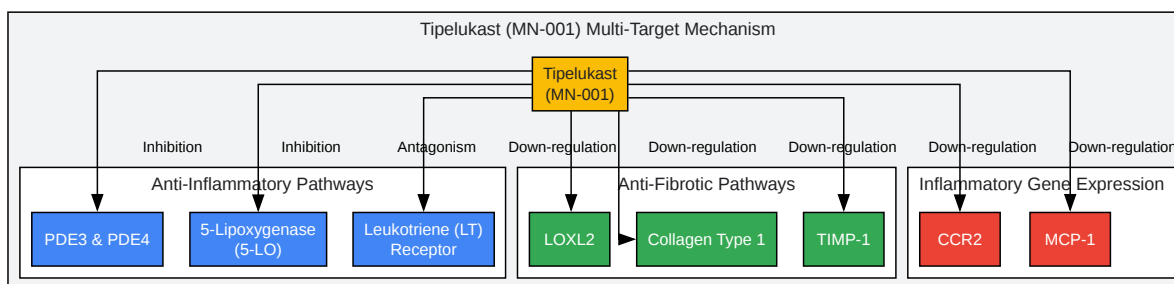 Tipelukast (MN-001) Multi-Target Mechanism
Tipelukast
(MN-001)
Inhibition
Inhibition
Antagonism
Down-regulation
Down-regulation
Down-regulation
Down-regulation
Down-regulation
Anti-Inflammatory Pathways
Anti-Fibrotic Pathways
Inflammatory Gene Expression
PDE3 & PDE4
5-Lipoxygenase
(5-LO)
Leukotriene (LT)
Receptor
LOXL2
Collagen Type 1
TIMP-1
CCR2
MCP-1